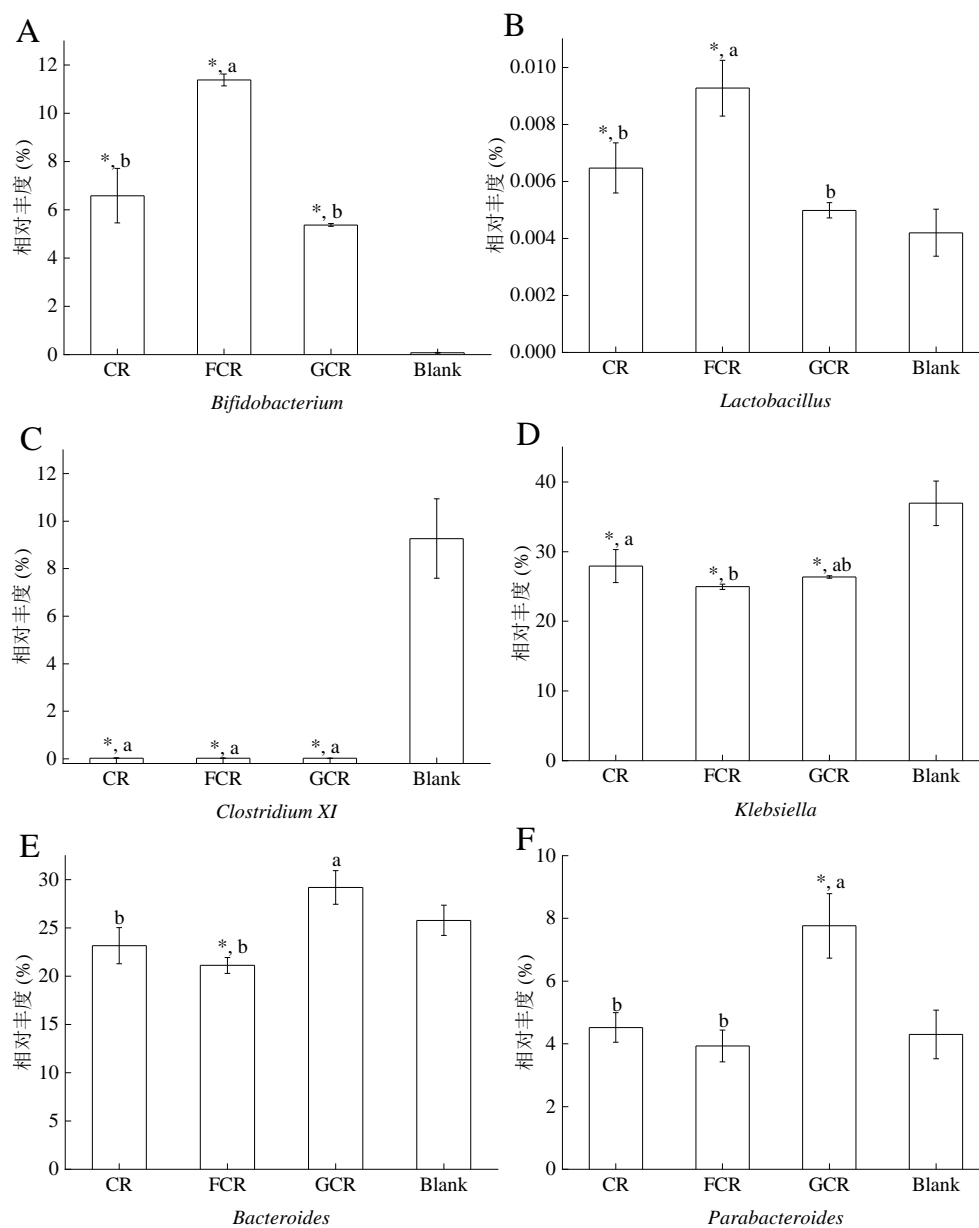 A
相对丰度 (%)
12
10
8
6
4
2
0
*, b
*, a
*, b
CR FCR GCR Blank
Bifidobacterium
B
相对丰度 (%)
0.010
0.008
0.006
0.004
0.002
0.000
*, b
*, a
b
CR FCR GCR Blank
Lactobacillus
C
相对丰度 (%)
12
10
8
6
4
2
0
*, a
*, a
*, a
CR FCR GCR Blank
Clostridium XI
D
相对丰度 (%)
40
30
20
10
0
*, a
*, b
*, ab
CR FCR GCR Blank
Klebsiella
E
相对丰度 (%)
30
25
20
15
10
5
0
b
*, b
a
CR FCR GCR Blank
Bacteroides
F
相对丰度 (%)
10
8
6
4
2
0
b
b
*, a
CR FCR GCR Blank
Parabacteroides